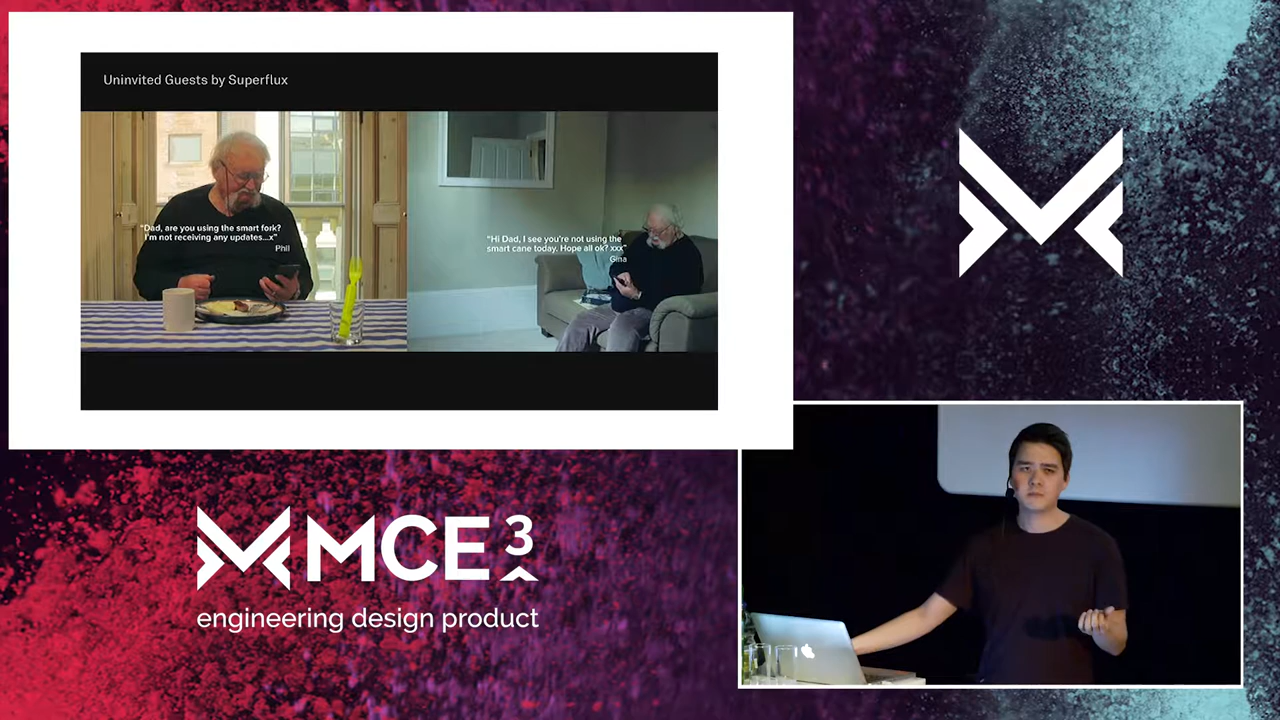 Uninvited Guests by Superflux
“Dad, are you using the smart fork?
I’m not receiving any updates...x”
Phil
“Hi Dad, I see you’re not using the
smart cane today. Hope all ok? xxx”
Gina
MCE 3
engineering design product